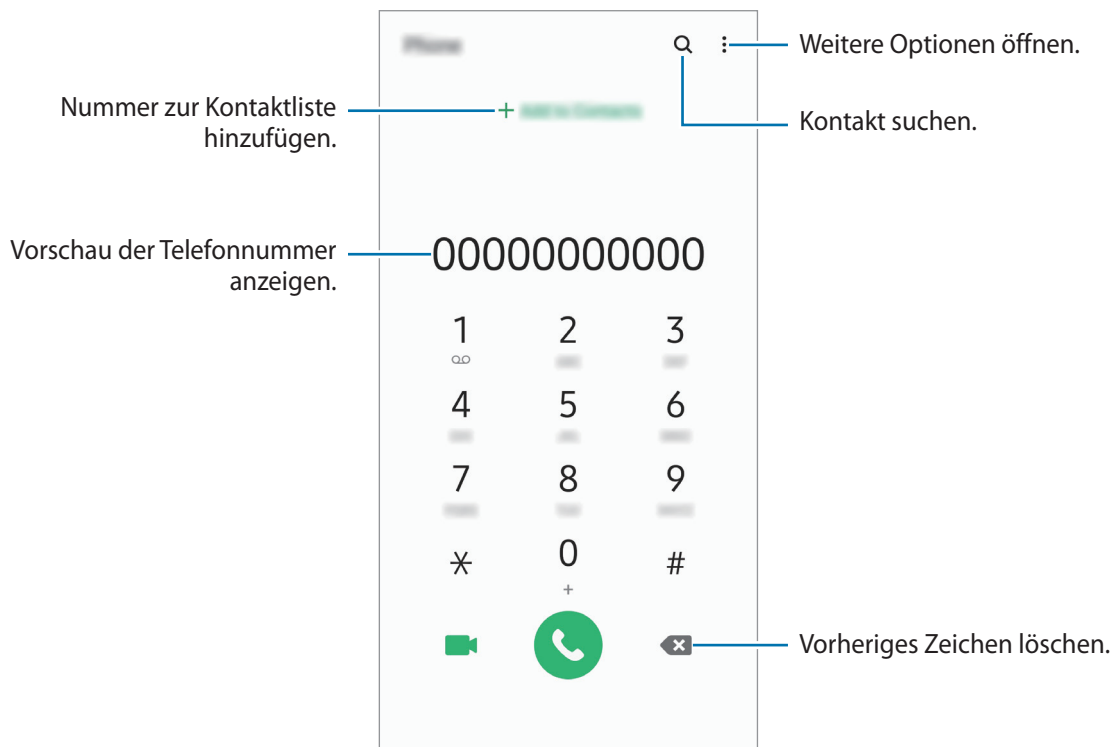 Weitere Optionen öffnen.
Nummer zur Kontaktliste
hinzufügen.
Kontakt suchen.
Vorschau der Telefonnummer
anzeigen.
00000000000
1 2 3
4 5 6
7 8 9
* 0 #
+
Vorheriges Zeichen löschen.